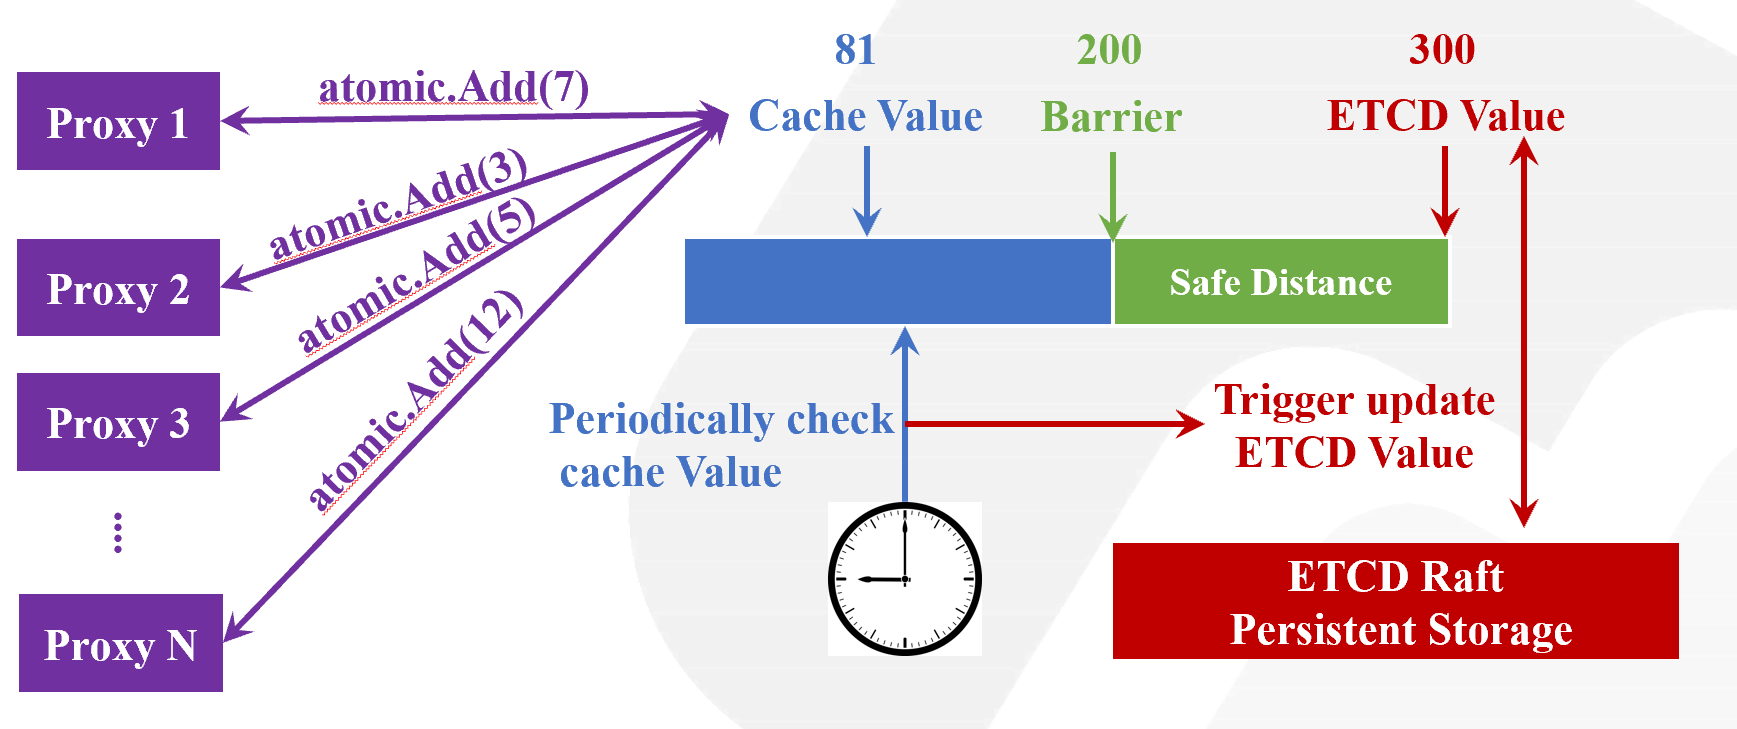 81
200
300
Proxy 1
atomic.Add(7)
Cache Value
Barrier
ETCD Value
atomic.Add(3)
Proxy 2
atomic.Add(5)
Safe Distance
atomic.Add(12)
Proxy 3
Periodically check
cache Value
Trigger update
ETCD Value
Proxy N
ETCD Raft
Persistent Storage